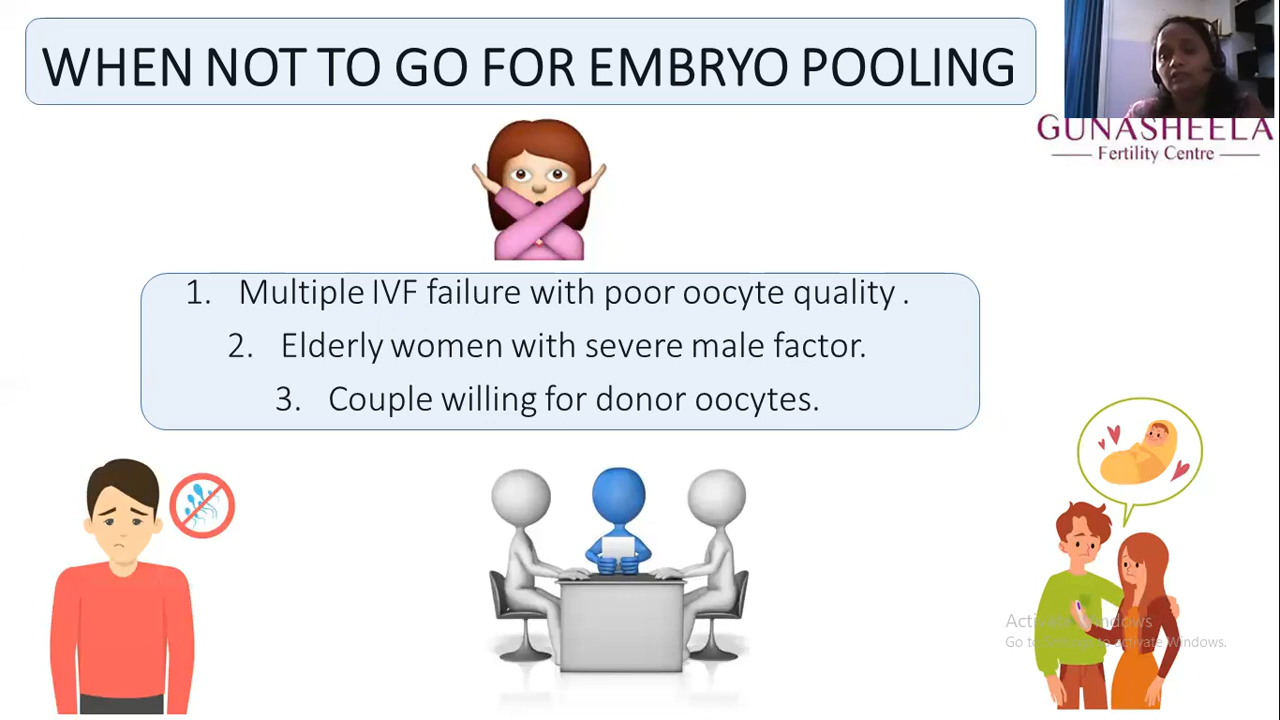 WHEN NOT TO GO FOR EMBRYO POOLING
GUNASHEELA
Fertility Centre
1. Multiple IVF failure with poor oocyte quality .
2. Elderly women with severe male factor.
3. Couple willing for donor oocytes.
Activate Windows
Go to Settings to activate Windows.